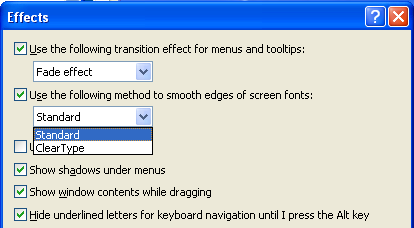 Effects
Use the following transition effect for menus and tooltips:
Fade effect
Use the following method to smooth edges of screen fonts:
Standard
Standard
ClearType
Show shadows under menus
Show window contents while dragging
Hide underlined letters for keyboard navigation until I press the Alt key